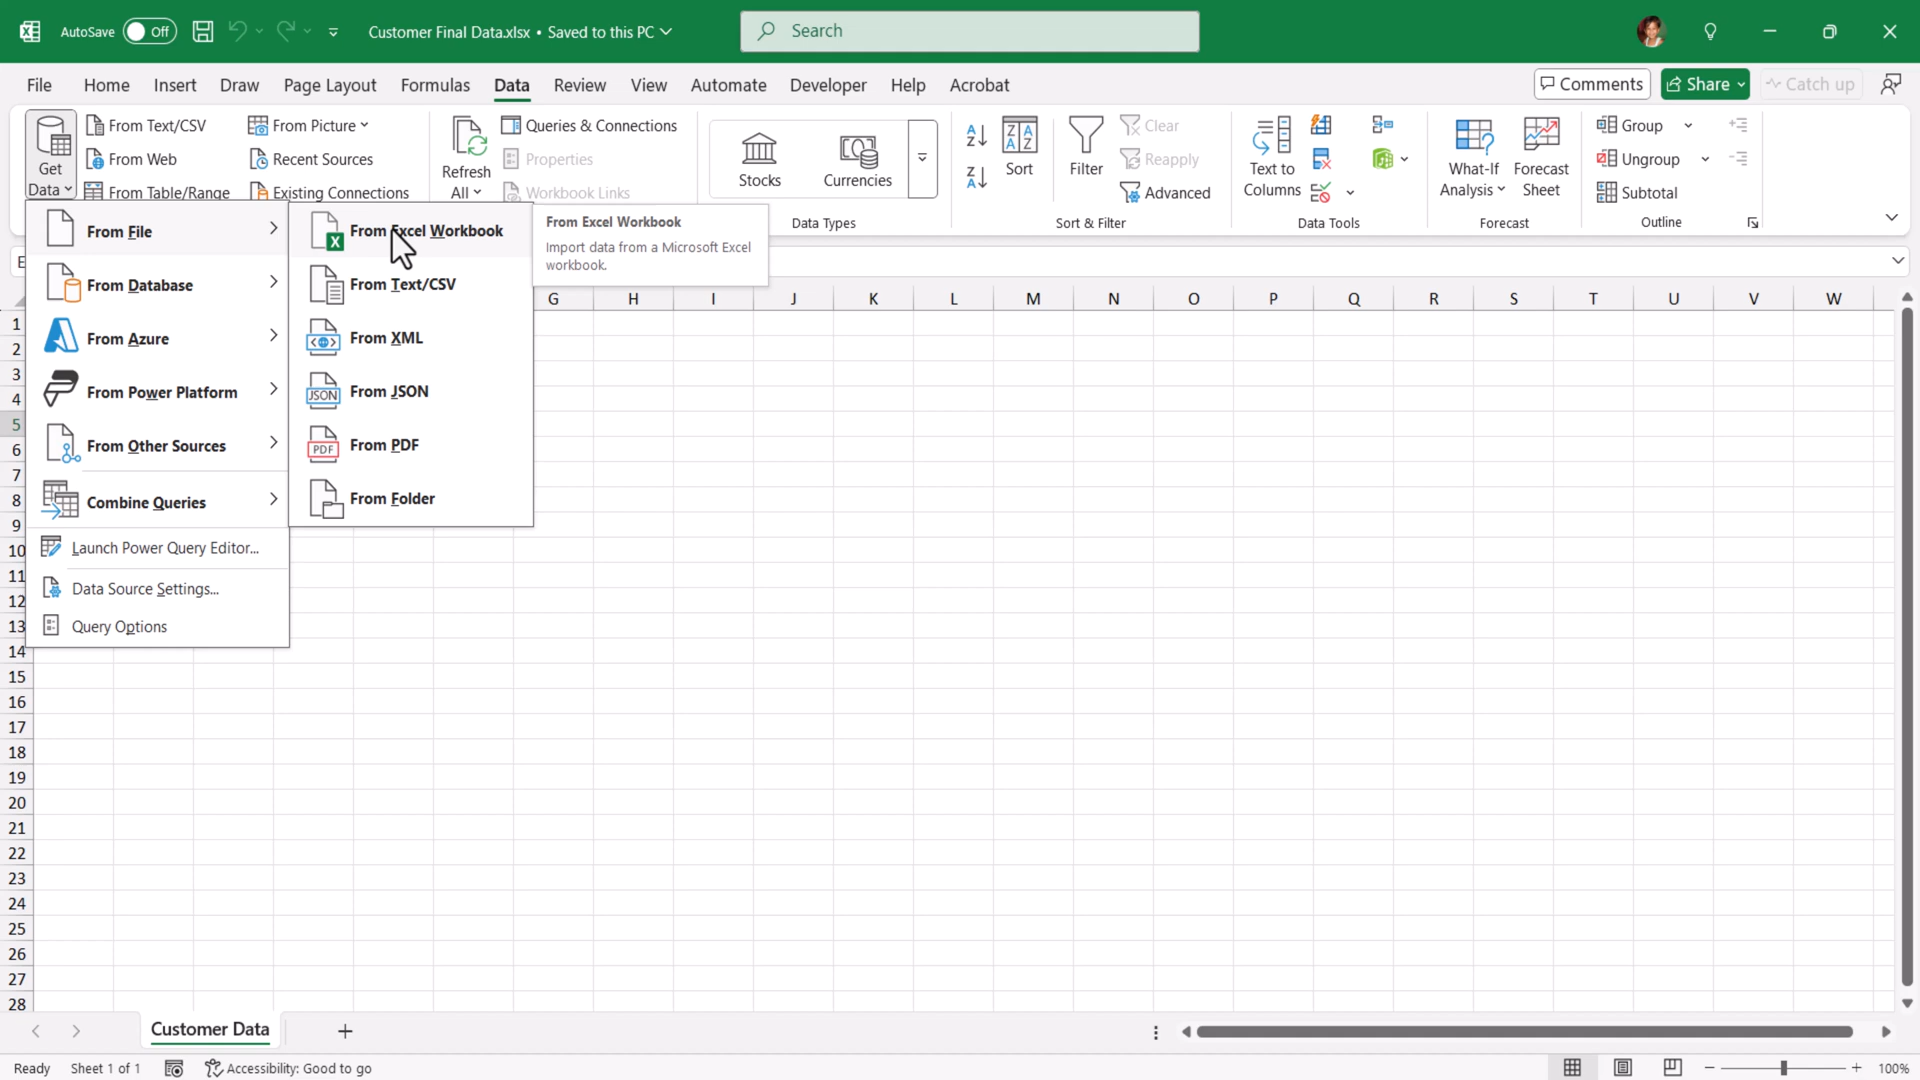 AutoSave Off Customer Final Data.xlsx • Saved to this PC Search
File Home Insert Draw Page Layout Formulas Data Review View Automate Developer Help Acrobat Comments Share Catch up
Get Data
From Text/CSV
From Web
From Table/Range
From Picture
Recent Sources
Existing Connections
Refresh All
Queries & Connections
Properties
Workbook Links
Stocks
Currencies
Data Types
Sort
Filter
Clear
Reapply
Advanced
Sort & Filter
Text to Columns
Data Tools
What-If Analysis
Forecast Sheet
Forecast
Group
Ungroup
Subtotal
Outline
From File
From Database
From Azure
From Power Platform
From Other Sources
Combine Queries
Launch Power Query Editor...
Data Source Settings...
Query Options
From Excel Workbook
From Text/CSV
From XML
JSON From JSON
PDF From PDF
From Folder
From Excel Workbook
Import data from a Microsoft Excel
workbook.
G H I J K L M N O P Q R S T U V W
1
2
3
4
5
6
7
8
9
10
11
12
13
14
15
16
17
18
19
20
21
22
23
24
25
26
27
28
Customer Data
Ready Sheet 1 of 1 Accessibility: Good to go 100%